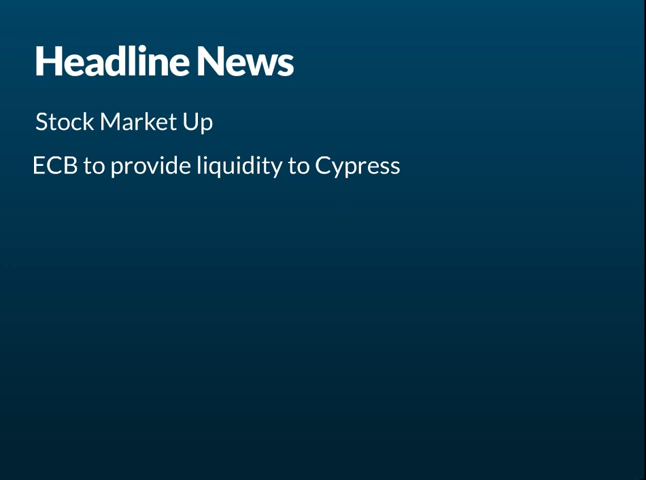 Headline News
Stock Market Up
ECB to provide liquidity to Cypress